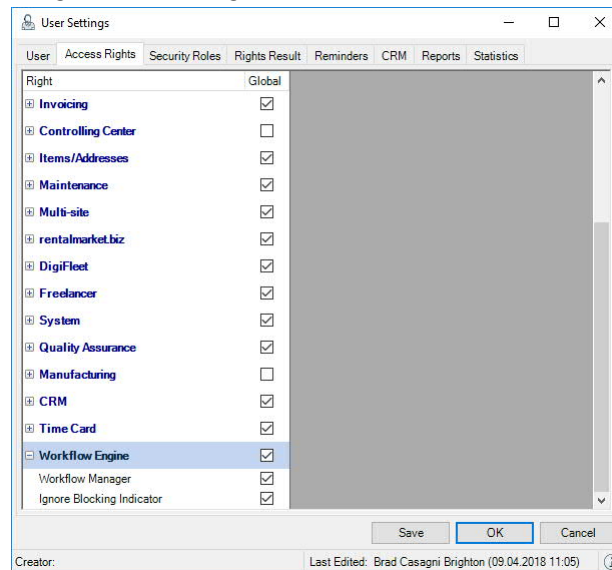 User Settings
User Access Rights Security Roles Rights Result Reminders CRM Reports Statistics
Right Global
Invoicing
Controlling Center
Items/Addresses
Maintenance
Multi-site
rentalmarket.biz
DigiFleet
Freelancer
System
Quality Assurance
Manufacturing
CRM
Time Card
Workflow Engine
Workflow Manager
Ignore Blocking Indicator
Save OK Cancel
Creator: Last Edited: Brad Casagni Brighton (09.04.2018 11:05)